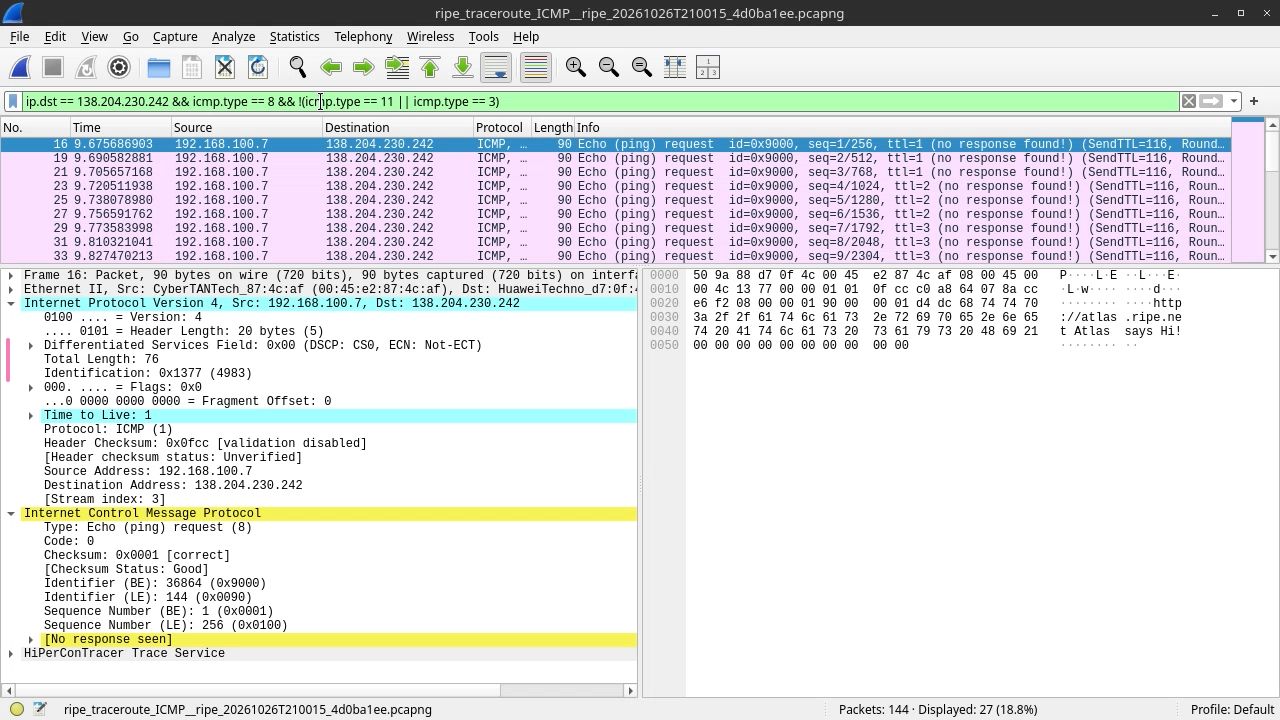 ripe_traceroute_ICMP__ripe_20261026T210015_4d0ba1ee.pcapng
File Edit View Go Capture Analyze Statistics Telephony Wireless Tools Help
ip.dst == 138.204.230.242 && icmp.type == 8 && !(icmp.type == 11 || icmp.type == 3)
No. Time Source Destination Protocol Length Info
16 9.675686903 192.168.100.7 138.204.230.242 ICMP, … 90 Echo (ping) request id=0x9000, seq=1/256, ttl=1 (no response found!) (SendTTL=116, Round…
19 9.690582881 192.168.100.7 138.204.230.242 ICMP, … 90 Echo (ping) request id=0x9000, seq=2/512, ttl=1 (no response found!) (SendTTL=116, Round…
21 9.705657168 192.168.100.7 138.204.230.242 ICMP, … 90 Echo (ping) request id=0x9000, seq=3/768, ttl=1 (no response found!) (SendTTL=116, Round…
23 9.720511938 192.168.100.7 138.204.230.242 ICMP, … 90 Echo (ping) request id=0x9000, seq=4/1024, ttl=2 (no response found!) (SendTTL=116, Roun…
25 9.738078980 192.168.100.7 138.204.230.242 ICMP, … 90 Echo (ping) request id=0x9000, seq=5/1280, ttl=2 (no response found!) (SendTTL=116, Roun…
27 9.756591762 192.168.100.7 138.204.230.242 ICMP, … 90 Echo (ping) request id=0x9000, seq=6/1536, ttl=2 (no response found!) (SendTTL=116, Roun…
29 9.773583998 192.168.100.7 138.204.230.242 ICMP, … 90 Echo (ping) request id=0x9000, seq=7/1792, ttl=3 (no response found!) (SendTTL=116, Roun…
31 9.810321041 192.168.100.7 138.204.230.242 ICMP, … 90 Echo (ping) request id=0x9000, seq=8/2048, ttl=3 (no response found!) (SendTTL=116, Roun…
33 9.827470213 192.168.100.7 138.204.230.242 ICMP, … 90 Echo (ping) request id=0x9000, seq=9/2304, ttl=3 (no response found!) (SendTTL=116, Roun…
Frame 16: Packet, 90 bytes on wire (720 bits), 90 bytes captured (720 bits) on interfa
Ethernet II, Src: CyberTANTech_87:4c:af (00:45:e2:87:4c:af), Dst: HuaweiTechno_d7:0f:4
Internet Protocol Version 4, Src: 192.168.100.7, Dst: 138.204.230.242
0100 .... = Version: 4
.... 0101 = Header Length: 20 bytes (5)
Differentiated Services Field: 0x00 (DSCP: CS0, ECN: Not-ECT)
Total Length: 76
Identification: 0x1377 (4983)
000. .... = Flags: 0x0
...0 0000 0000 0000 = Fragment Offset: 0
Time to Live: 1
Protocol: ICMP (1)
Header Checksum: 0x0fcc [validation disabled]
[Header checksum status: Unverified]
Source Address: 192.168.100.7
Destination Address: 138.204.230.242
[Stream index: 3]
Internet Control Message Protocol
Type: Echo (ping) request (8)
Code: 0
Checksum: 0x0001 [correct]
[Checksum Status: Good]
Identifier (BE): 36864 (0x9000)
Identifier (LE): 144 (0x0090)
Sequence Number (BE): 1 (0x0001)
Sequence Number (LE): 256 (0x0100)
[No response seen]
HiPerConTracer Trace Service
0000 50 9a 88 d7 0f 4c 00 45 e2 87 4c af 08 00 45 00 P····L·E ··L···E·
0010 00 4c 13 77 00 00 01 01 0f cc c0 a8 64 07 8a cc ·L·w···· ····d···
0020 e6 f2 08 00 00 01 90 00 00 01 d4 dc 68 74 74 70 ········ ····http
0030 3a 2f 2f 61 74 6c 61 73 2e 72 69 70 65 2e 6e 65 ://atlas .ripe.ne
0040 74 20 41 74 6c 61 73 20 73 61 79 73 20 48 69 21 t Atlas says Hi!
0050 00 00 00 00 00 00 00 00 00 00 ········ ··
ripe_traceroute_ICMP__ripe_20261026T210015_4d0ba1ee.pcapng Packets: 144 · Displayed: 27 (18.8%) Profile: Default